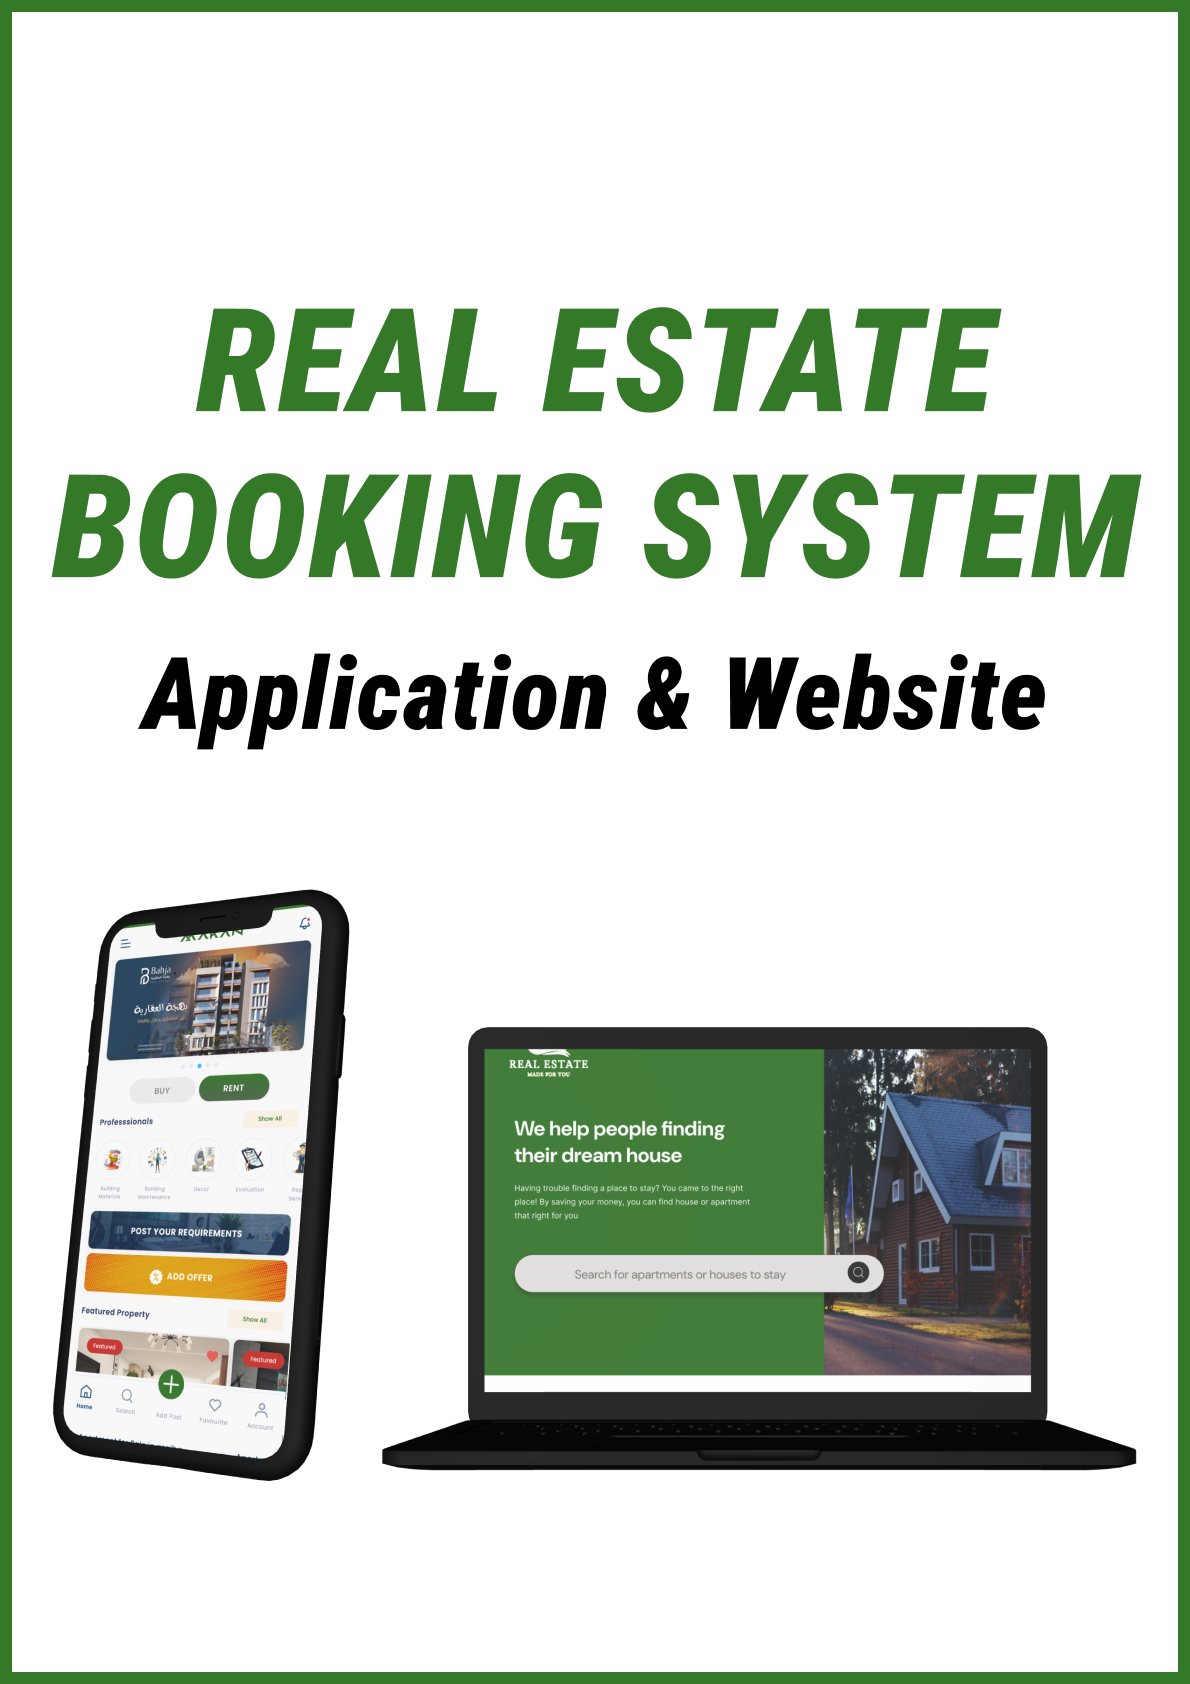 REAL ESTATE
BOOKING SYSTEM
Application & Website
Bahja
بهجة العقارية
BUY
RENT
Professsionals
Show All
Building
Materials
Building
Maintenance
Decor
Evaluation
POST YOUR REQUIREMENTS
ADD OFFER
Featured Property
Show All
Featured
Featured
Home
Search
Add Post
Favourite
Account
REAL ESTATE
MADE FOR YOU
We help people finding
their dream house
Having trouble finding a place to stay? You came to the right
place! By saving your money, you can find house or apartment
that right for you
Search for apartments or houses to stay